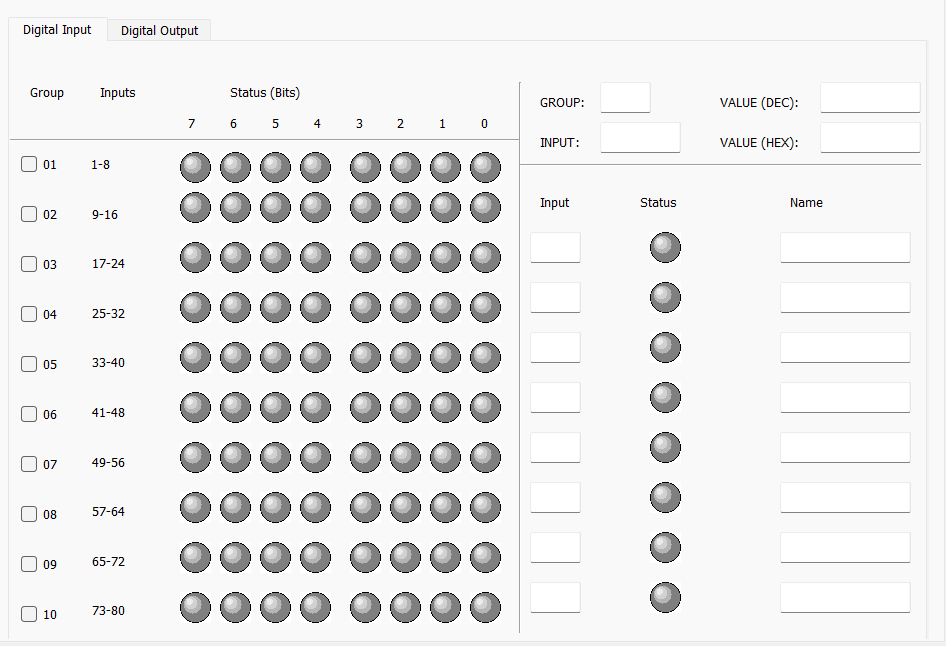 Digital Input Digital Output
Group Inputs Status (Bits)
7 6 5 4 3 2 1 0
01 1-8
02 9-16
03 17-24
04 25-32
05 33-40
06 41-48
07 49-56
08 57-64
09 65-72
10 73-80
GROUP: VALUE (DEC):
INPUT: VALUE (HEX):
Input Status Name